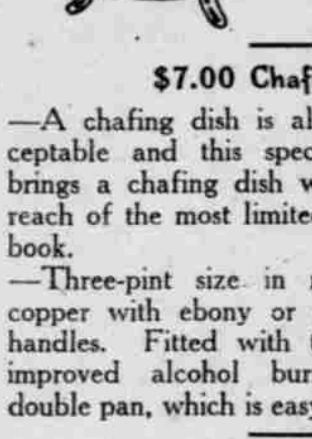 $7.00 Chaf
—A chafing dish is al
ceptable and this spec
brings a chafing dish w
reach of the most limite
book.
—Three-pint size in
copper with ebony or
handles. Fitted with
improved alcohol bur
double pan, which is easy